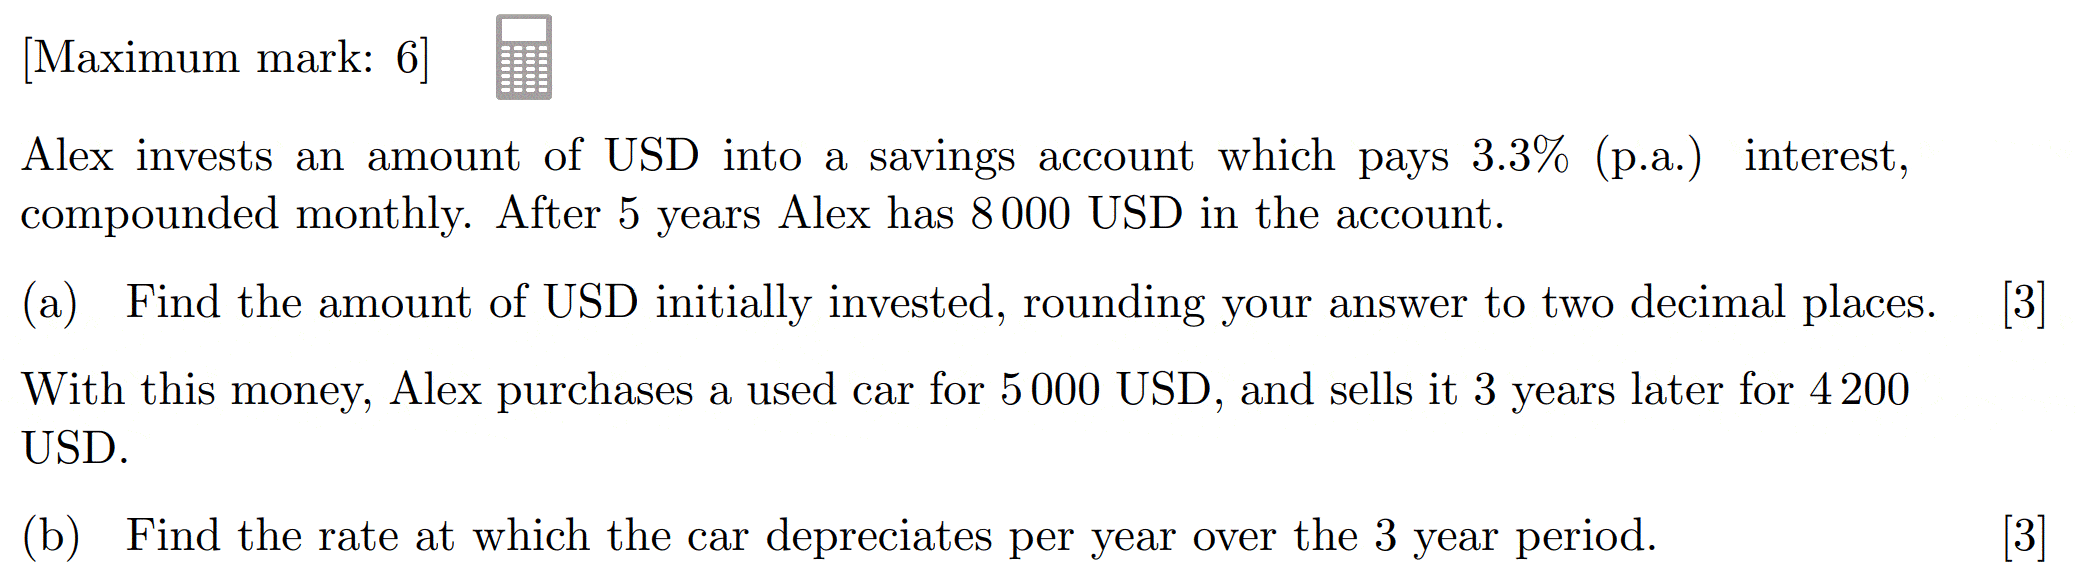 [Maximum mark: 6]
Alex invests an amount of USD into a savings account which pays 3.3% (p.a.) interest,
compounded monthly. After 5 years Alex has 8 000 USD in the account.
(a) Find the amount of USD initially invested, rounding your answer to two decimal places. [3]
With this money, Alex purchases a used car for 5 000 USD, and sells it 3 years later for 4 200
USD.
(b) Find the rate at which the car depreciates per year over the 3 year period. [3]